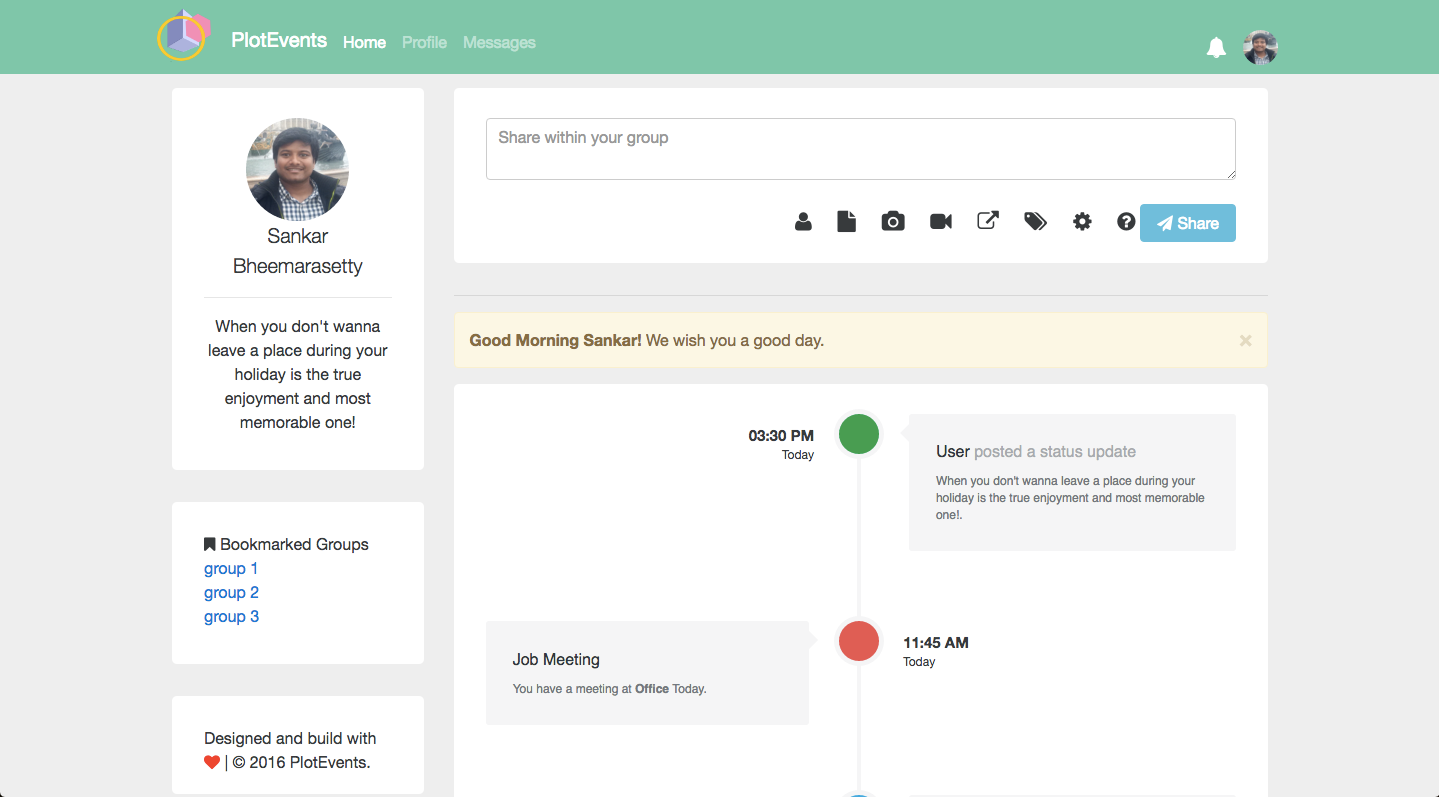 PlotEvents Home Profile Messages
Sankar
Bheemarasetty
When you don't wanna
leave a place during your
holiday is the true
enjoyment and most
memorable one!
Bookmarked Groups
group 1
group 2
group 3
Designed and build with
| © 2016 PlotEvents.
Share within your group
Share
Good Morning Sankar! We wish you a good day.
×
03:30 PM
Today
User posted a status update
When you don't wanna leave a place during your
holiday is the true enjoyment and most memorable
one!.
Job Meeting
You have a meeting at Office Today.
11:45 AM
Today